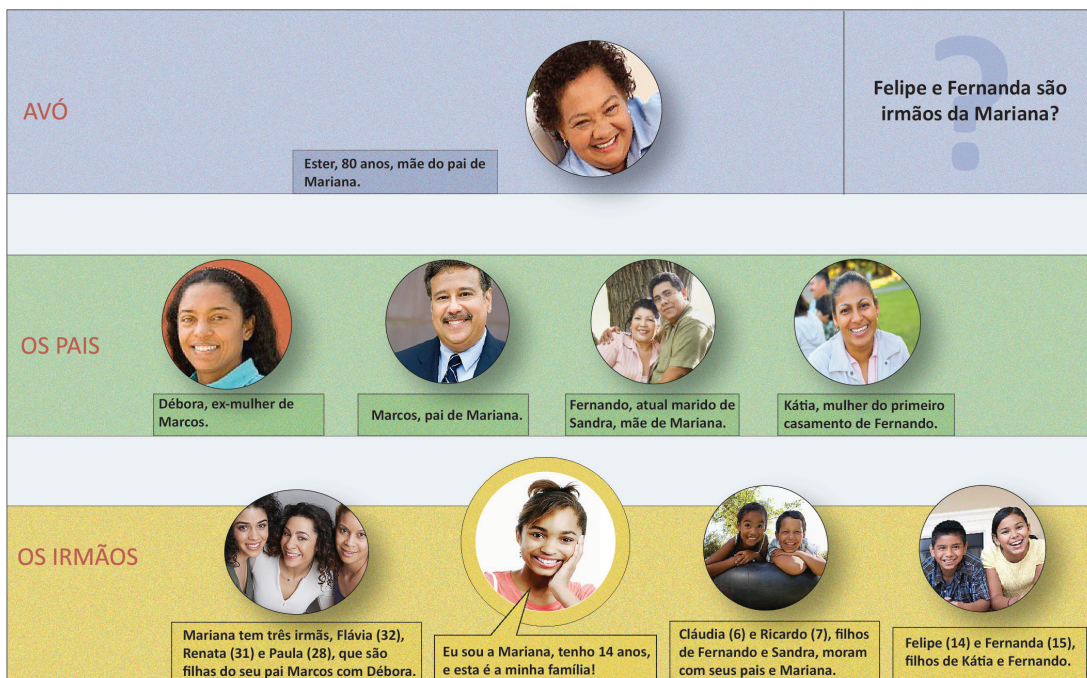 AVÓ
Ester, 80 anos, mãe do pai de
Mariana.
?
Felipe e Fernanda são
irmãos da Mariana?
OS PAIS
Débora, ex-mulher de
Marcos.
Marcos, pai de Mariana.
Fernando, atual marido de
Sandra, mãe de Mariana.
Kátia, mulher do primeiro
casamento de Fernando.
OS IRMÃOS
Mariana tem três irmãs, Flávia (32),
Renata (31) e Paula (28), que são
filhas do seu pai Marcos com Débora.
Eu sou a Mariana, tenho 14 anos,
e esta é a minha família!
Cláudia (6) e Ricardo (7), filhos
de Fernando e Sandra, moram
com seus pais e Mariana.
Felipe (14) e Fernanda (15),
filhos de Kátia e Fernando.